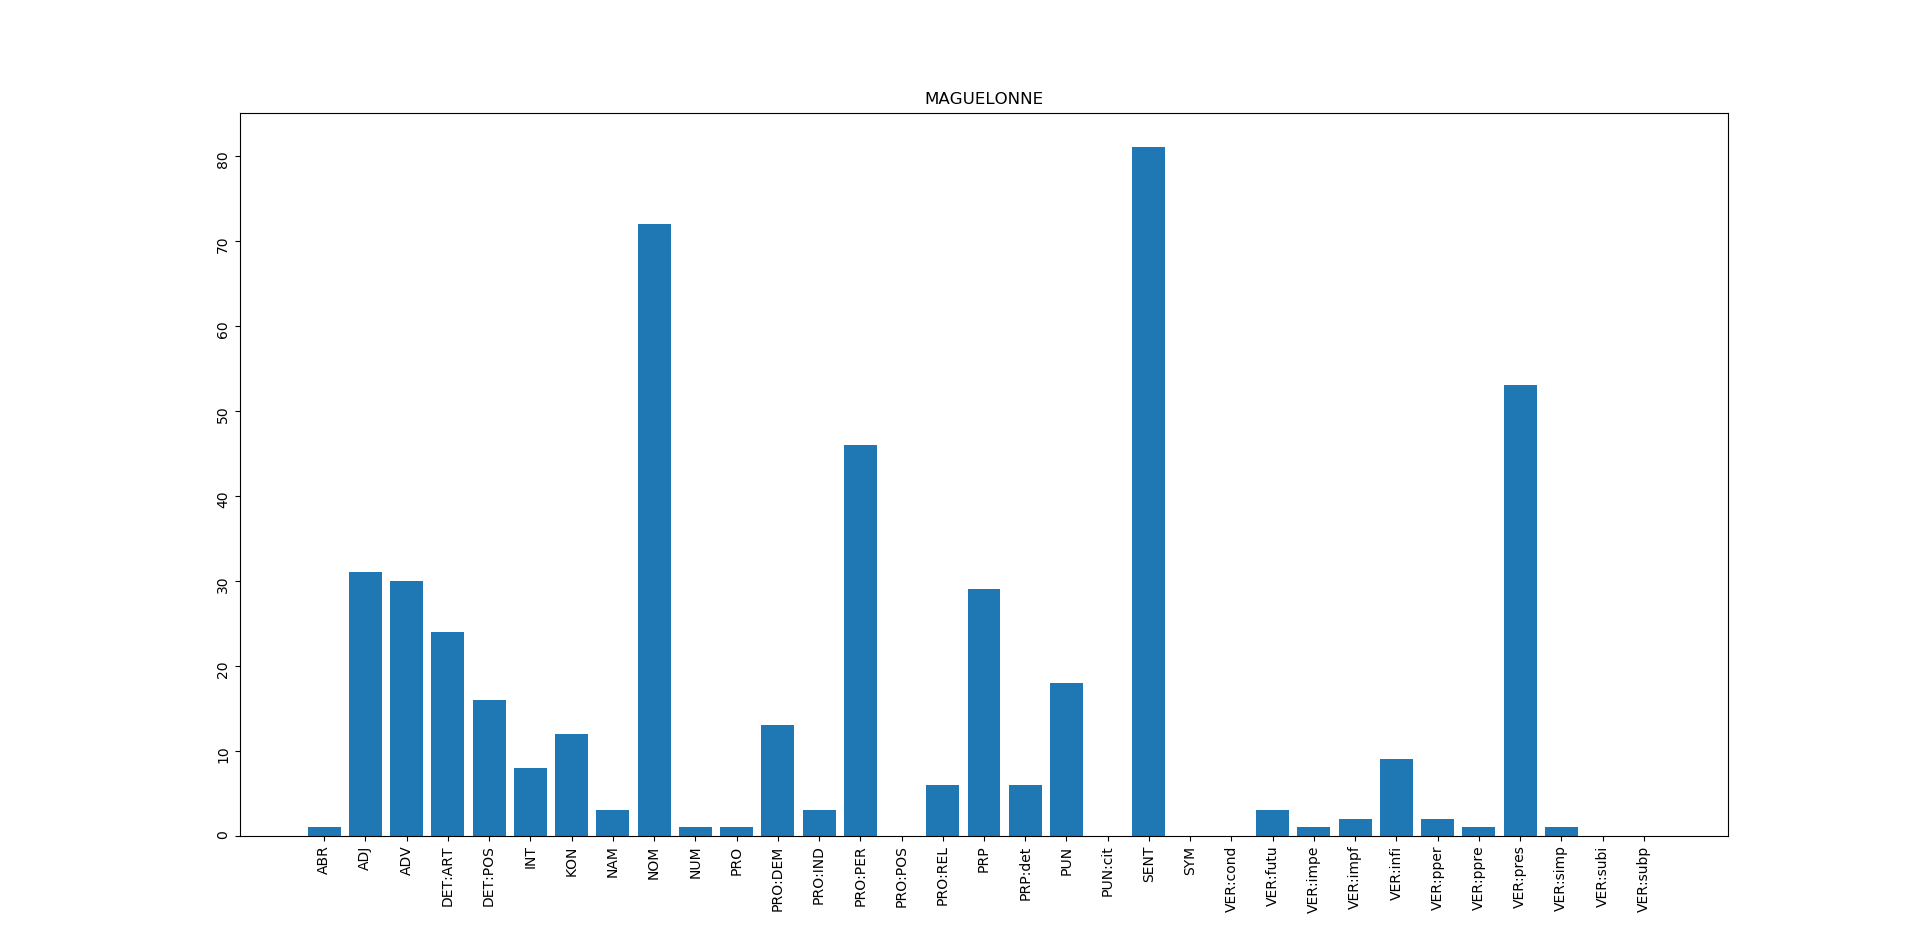 MAGUELONNE
80
70
60
50
40
30
20
10
0
ABR
ADJ
ADV
DET:ART
DET:POS
INT
KON
NAM
NOM
NUM
PRO
PRO:DEM
PRO:IND
PRO:PER
PRO:POS
PRO:REL
PRP
PRP:det
PUN
PUN:cit
SENT
SYM
VER:cond
VER:futu
VER:impe
VER:impf
VER:infi
VER:pper
VER:ppre
VER:pres
VER:simp
VER:subi
VER:subp